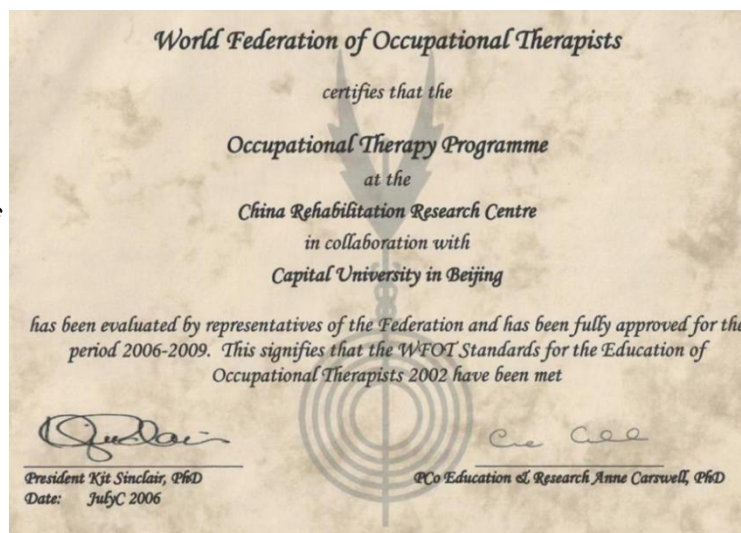 World Federation of Occupational Therapists
certifies that the
Occupational Therapy Programme
at the
China Rehabilitation Research Centre
in collaboration with
Capital University in Beijing
has been evaluated by representatives of the Federation and has been fully approved for the
period 2006-2009. This signifies that the WFOT Standards for the Education of
Occupational Therapists 2002 have been met
President Kit Sinclair, PhD
Date: JulyC 2006
PCo Education & Research Anne Carswell, PhD